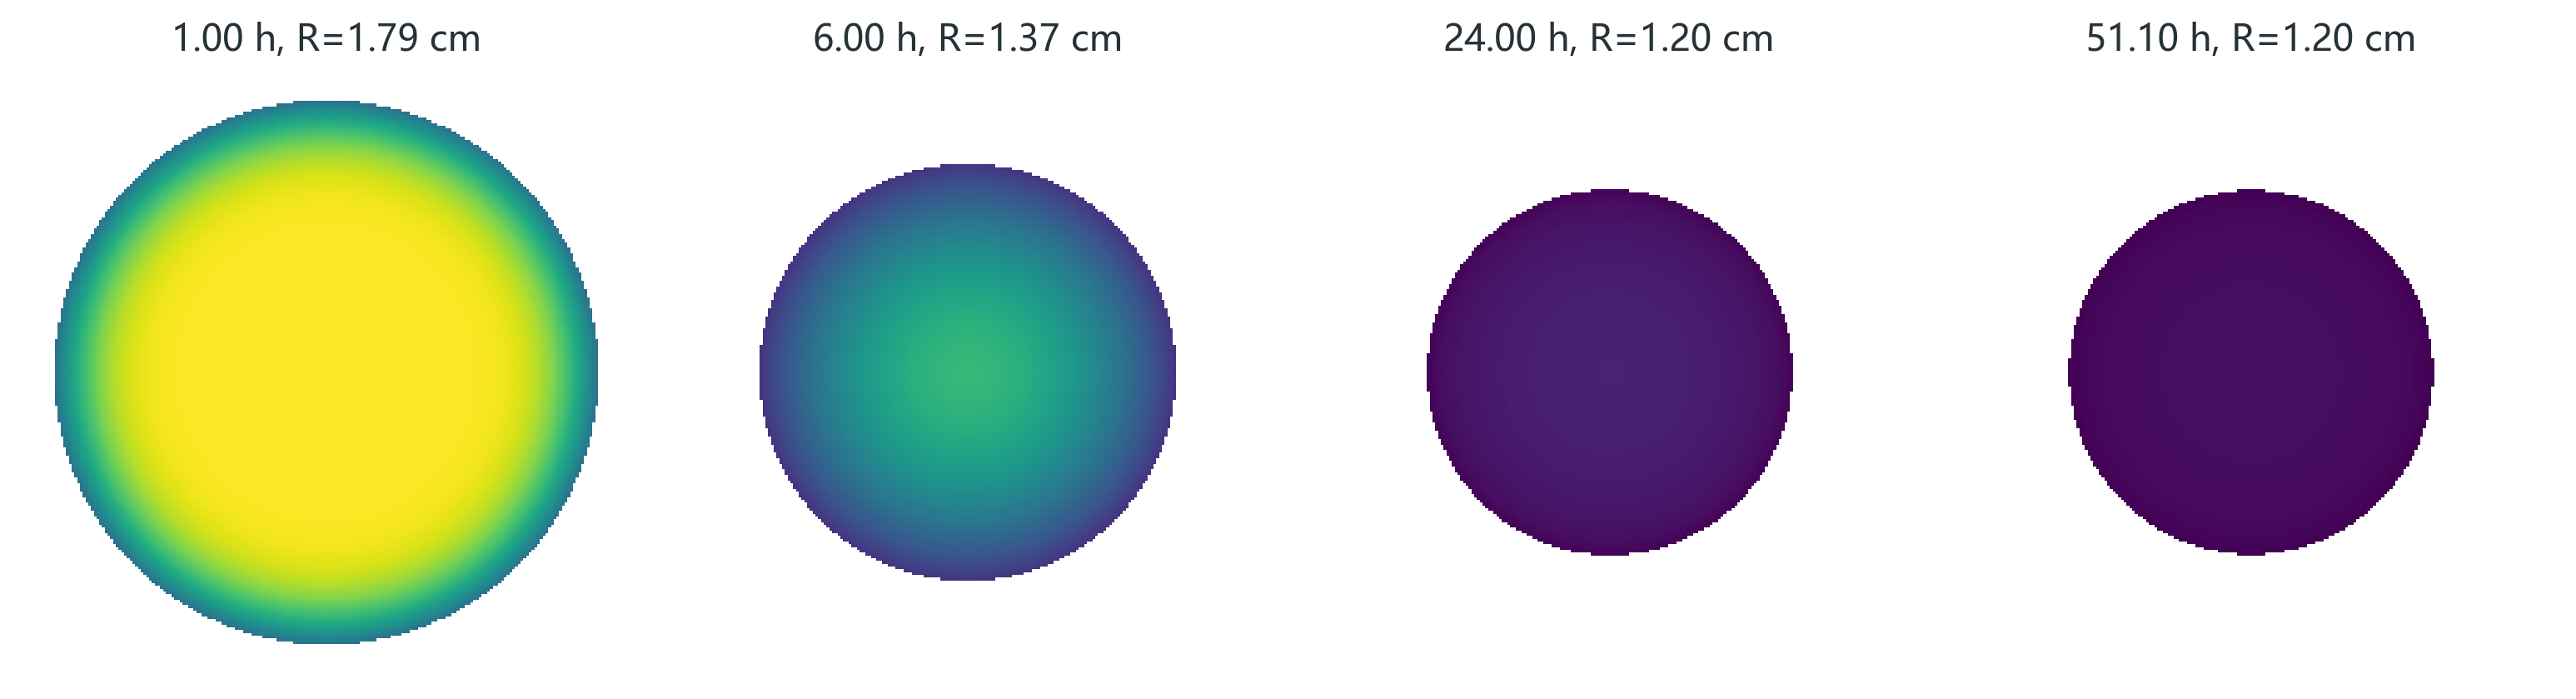 1.00 h, R=1.79 cm
6.00 h, R=1.37 cm
24.00 h, R=1.20 cm
51.10 h, R=1.20 cm